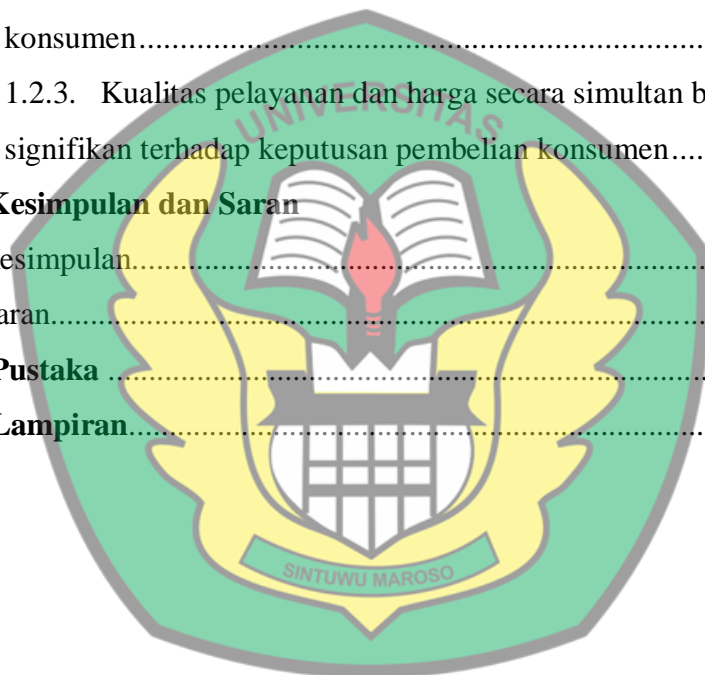 konsumen........................................................................
1.2.3. Kualitas pelayanan dan harga secara simultan b
signifikan terhadap keputusan pembelian konsumen....
Kesimpulan dan Saran
esimpulan........................................................................
aran........................................................................
Pustaka ........................................................................
Lampiran........................................................................
UNIVERSITAS
SINTUWU MAROSO